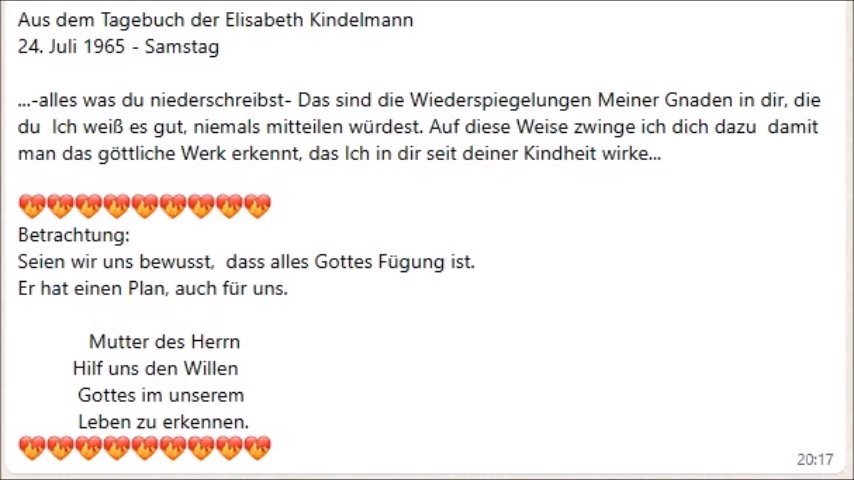 Aus dem Tagebuch der Elisabeth Kindelmann
24. Juli 1965 - Samstag
...-alles was du niederschreibst- Das sind die Wiederspiegelungen Meiner Gnaden in dir, die
du Ich weiß es gut, niemals mitteilen würdest. Auf diese Weise zwinge ich dich dazu damit
man das göttliche Werk erkennt, das Ich in dir seit deiner Kindheit wirke...
Betrachtung:
Seien wir uns bewusst, dass alles Gottes Fügung ist.
Er hat einen Plan, auch für uns.
Mutter des Herrn
Hilf uns den Willen
Gottes im unserem
Leben zu erkennen.
20:17